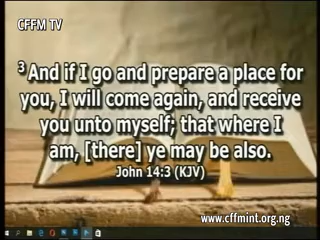 CFFM TV
3 And if I go and prepare a place for
you, I will come again, and receive
you unto myself; that where I
am, [there] ye may be also.
John 14:3 (KJV)
www.cffmint.org.ng